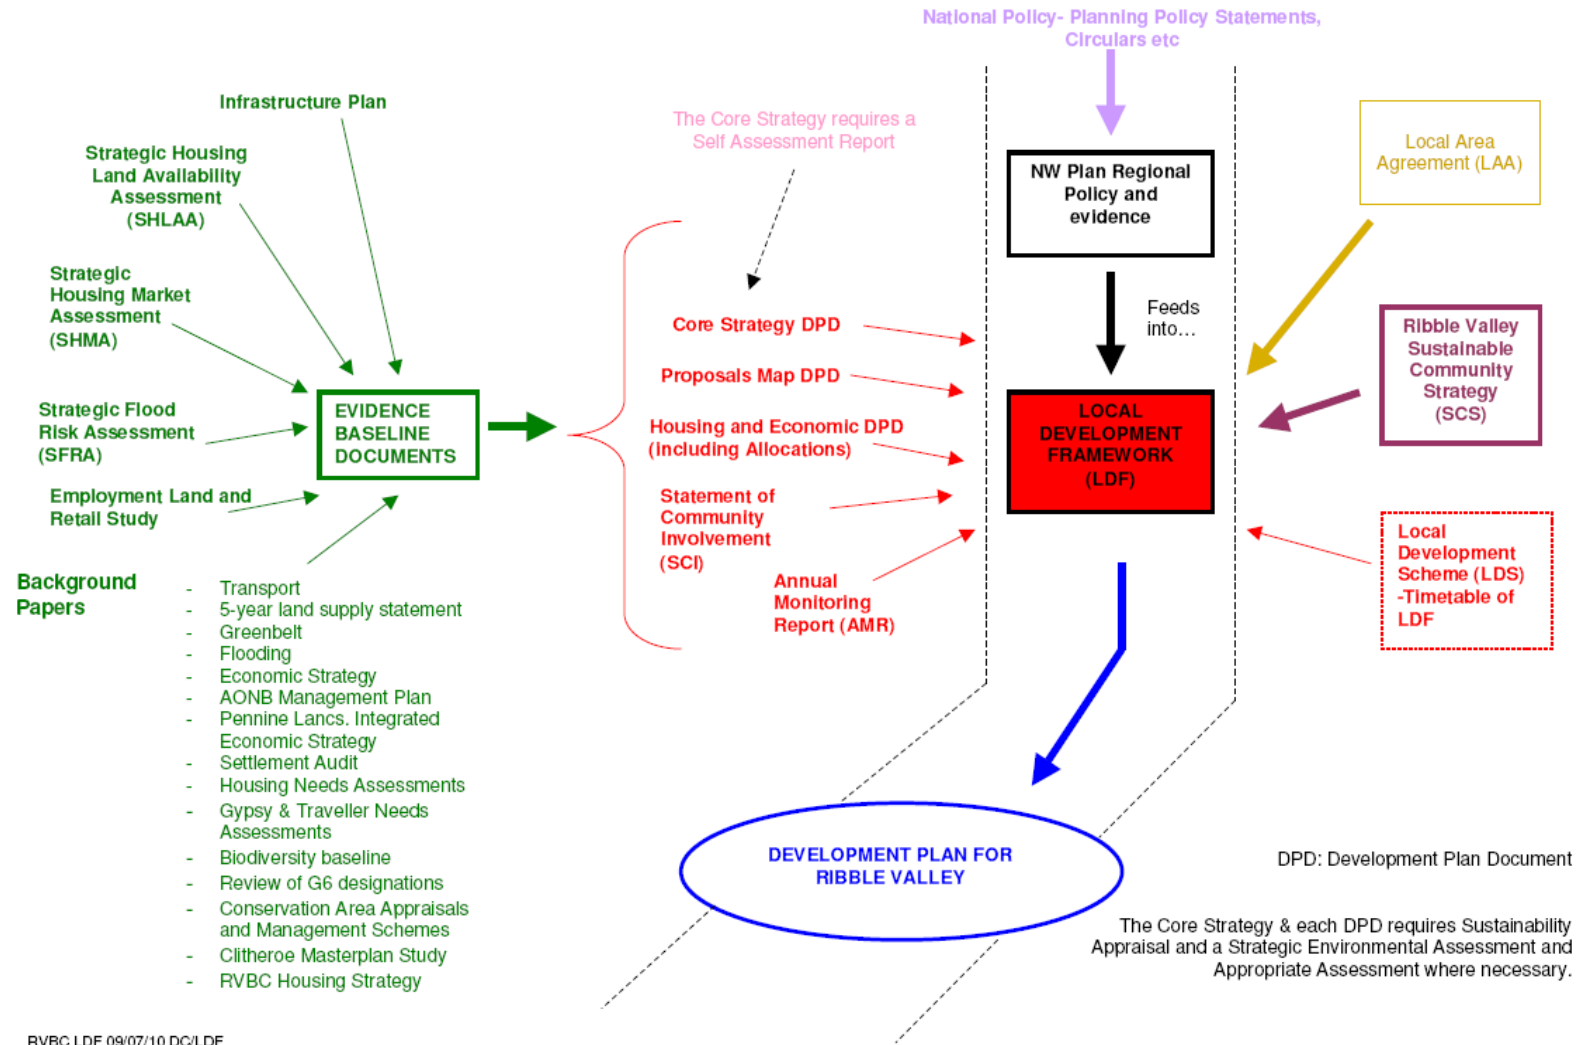 National Policy- Planning Policy Statements,
Circulars etc
Infrastructure Plan
The Core Strategy requires a
Self Assessment Report
Strategic Housing
Land Availability
Assessment
(SHLAA)
NW Plan Regional
Policy and
evidence
Local Area
Agreement (LAA)
Strategic
Housing Market
Assessment
(SHMA)
Core Strategy DPD
Feeds
into...
Ribble Valley
Sustainable
Community
Strategy
(SCS)
Proposals Map DPD
Strategic Flood
Risk Assessment
(SFRA)
EVIDENCE
BASELINE
DOCUMENTS
Housing and Economic DPD
(including Allocations)
LOCAL
DEVELOPMENT
FRAMEWORK
(LDF)
Employment Land and
Retail Study
Statement of
Community
Involvement
(SCI)
Local
Development
Scheme (LDS)
-Timetable of
LDF
Annual
Monitoring
Report (AMR)
Background
Papers
- Transport
- 5-year land supply statement
- Greenbelt
- Flooding
- Economic Strategy
- AONB Management Plan
- Pennine Lancs. Integrated
Economic Strategy
- Settlement Audit
- Housing Needs Assessments
- Gypsy & Traveller Needs
Assessments
- Biodiversity baseline
- Review of G6 designations
- Conservation Area Appraisals
and Management Schemes
- Clitheroe Masterplan Study
- RVBC Housing Strategy
DEVELOPMENT PLAN FOR
RIBBLE VALLEY
DPD: Development Plan Document
The Core Strategy & each DPD requires Sustainability
Appraisal and a Strategic Environmental Assessment and
Appropriate Assessment where necessary.
RVBC LDF 09/07/10 DC/LDF